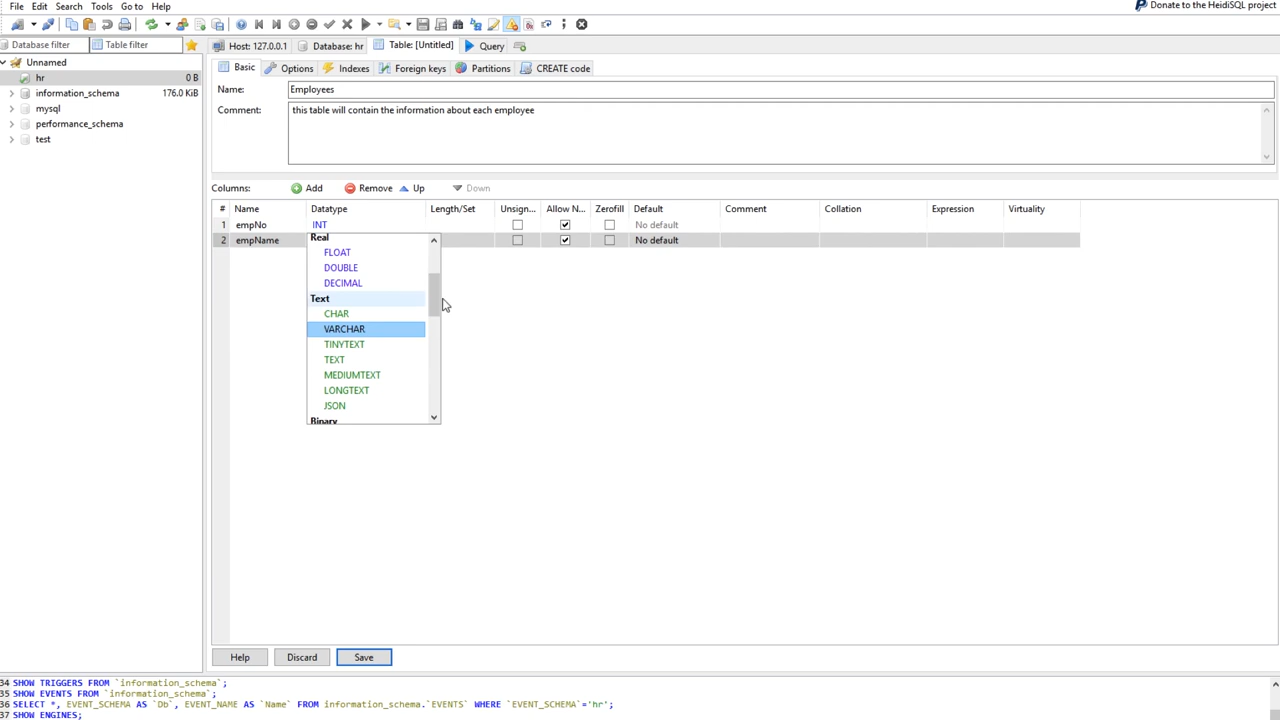 File Edit Search Tools Go to Help
Donate to the HeidiSQL project
Database filter Table filter
Host: 127.0.0.1 Database: hr Table: [Untitled] Query
Unnamed
hr 0 B
information_schema 176.0 KiB
mysql
performance_schema
test
Basic Options Indexes Foreign keys Partitions CREATE code
Name: Employees
Comment: this table will contain the information about each employee
Columns: Add Remove Up Down
# Name Datatype Length/Set Unsign... Allow N... Zerofill Default Comment Collation Expression Virtuality
1 empNo INT No default
2 empName No default
Real
FLOAT
DOUBLE
DECIMAL
Text
CHAR
VARCHAR
TINYTEXT
TEXT
MEDIUMTEXT
LONGTEXT
JSON
Binary
Help Discard Save
34 SHOW TRIGGERS FROM `information_schema`;
35 SHOW EVENTS FROM `information_schema`;
36 SELECT *, EVENT_SCHEMA AS `Db`, EVENT_NAME AS `Name` FROM information_schema.`EVENTS` WHERE `EVENT_SCHEMA`='hr';
37 SHOW ENGINES;